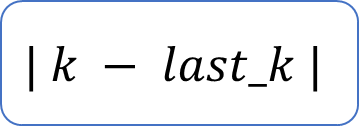 | k − last_k |